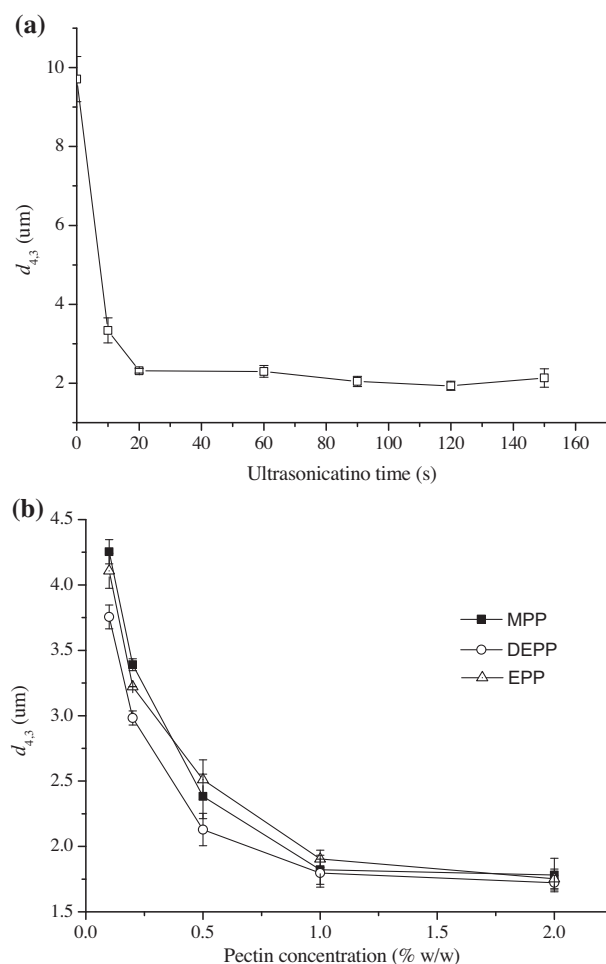 (a)
10
8
6
4
2
0 20 40 60 80 100 120 140 160
d4,3 (um)
Ultrasonicatino time (s)
(b)
4.5
4.0
3.5
3.0
2.5
2.0
1.5
0.0 0.5 1.0 1.5 2.0
d4,3 (um)
MPP
DEPP
EPP
Pectin concentration (% w/w)